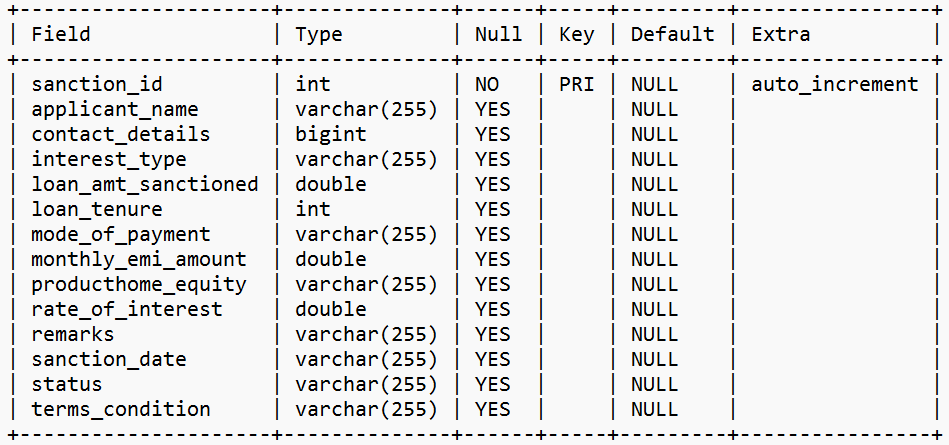 +---------------------+--------------+------+-----+---------+----------------+
| Field               | Type         | Null | Key | Default | Extra          |
+---------------------+--------------+------+-----+---------+----------------+
| sanction_id         | int          | NO   | PRI | NULL    | auto_increment |
| applicant_name      | varchar(255) | YES  |     | NULL    |                |
| contact_details     | bigint       | YES  |     | NULL    |                |
| interest_type       | varchar(255) | YES  |     | NULL    |                |
| loan_amt_sanctioned | double       | YES  |     | NULL    |                |
| loan_tenure         | int          | YES  |     | NULL    |                |
| mode_of_payment     | varchar(255) | YES  |     | NULL    |                |
| monthly_emi_amount  | double       | YES  |     | NULL    |                |
| producthome_equity  | varchar(255) | YES  |     | NULL    |                |
| rate_of_interest    | double       | YES  |     | NULL    |                |
| remarks             | varchar(255) | YES  |     | NULL    |                |
| sanction_date       | varchar(255) | YES  |     | NULL    |                |
| status              | varchar(255) | YES  |     | NULL    |                |
| terms_condition     | varchar(255) | YES  |     | NULL    |                |
+---------------------+--------------+------+-----+---------+----------------+